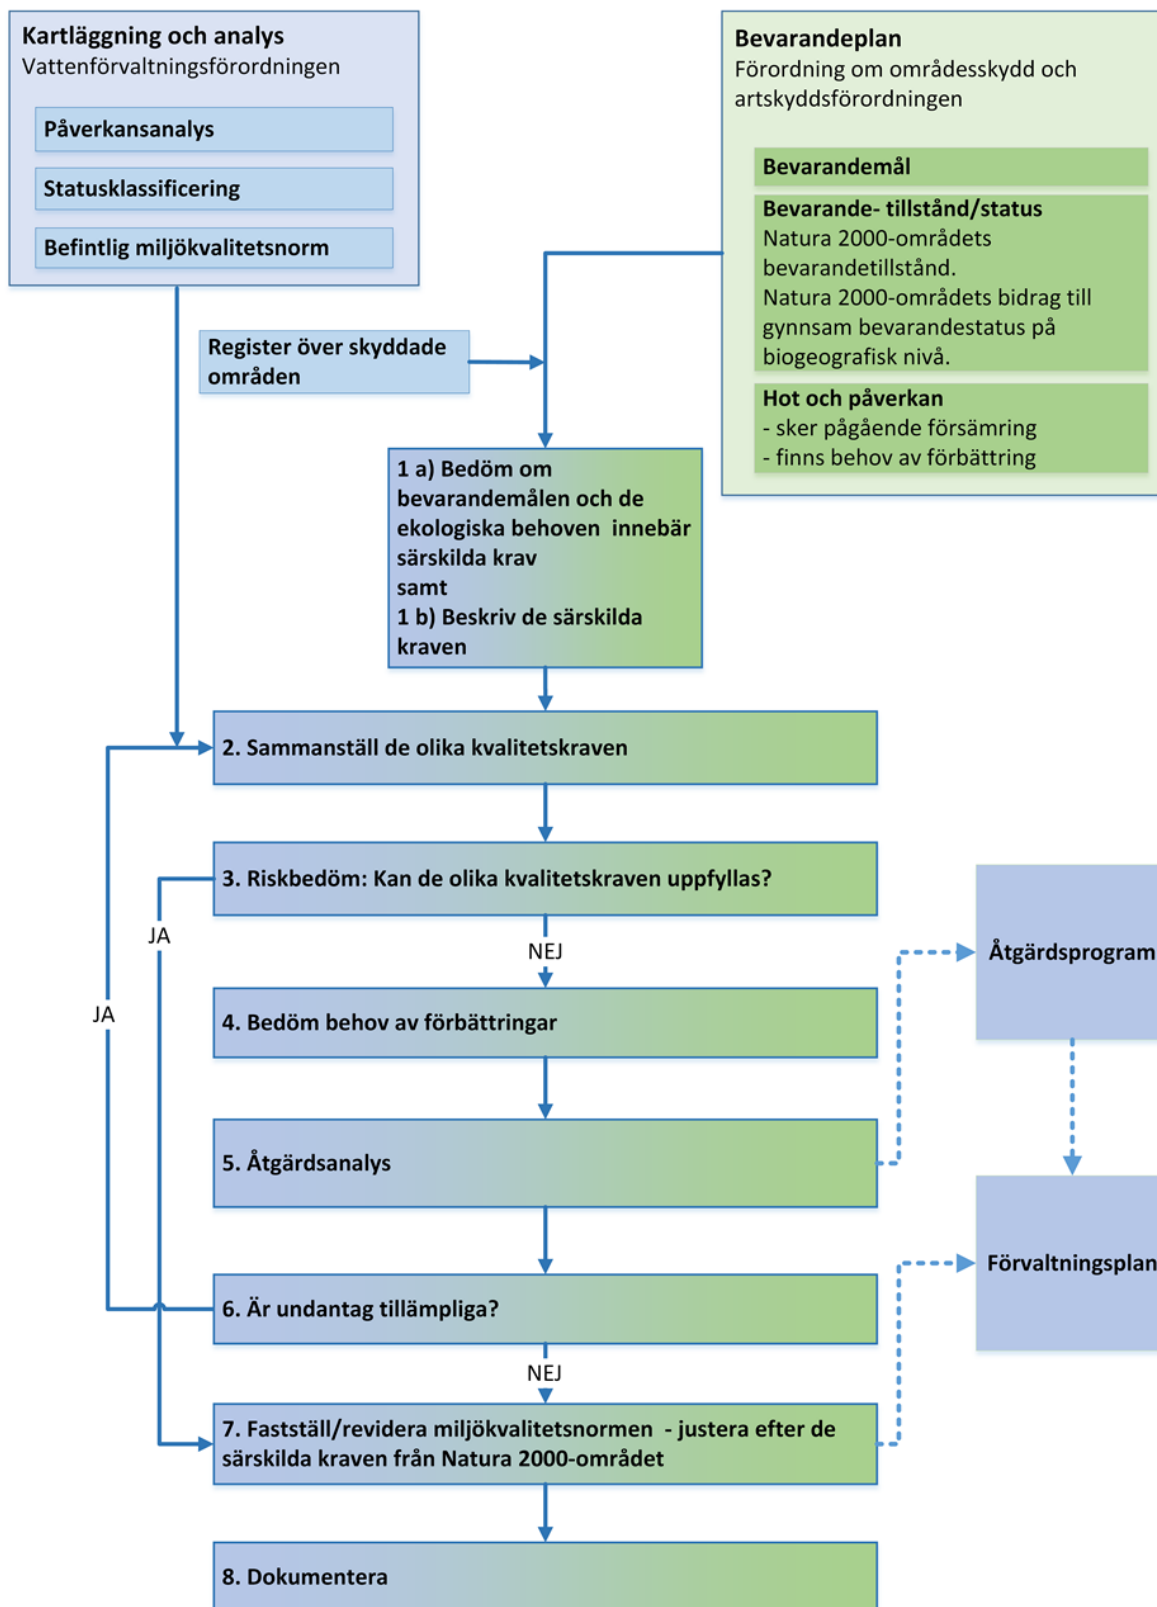 Kartläggning och analys
Vattenförvaltningsförordningen
Påverkansanalys
Statusklassificering
Befintlig miljökvalitetsnorm
Bevarandeplan
Förordning om områdesskydd och
artskyddsförordningen
Bevarandemål
Bevarande- tillstånd/status
Natura 2000-områdets
bevarandetillstånd.
Natura 2000-områdets bidrag till
gynnsam bevarandestatus på
biogeografisk nivå.
Hot och påverkan
- sker pågående försämring
- finns behov av förbättring
Register över skyddade
områden
1 a) Bedöm om
bevarandemålen och de
ekologiska behoven innebär
särskilda krav
samt
1 b) Beskriv de särskilda
kraven
2. Sammanställ de olika kvalitetskraven
3. Riskbedöm: Kan de olika kvalitetskraven uppfyllas?
JA
NEJ
JA
4. Bedöm behov av förbättringar
5. Åtgärdsanalys
6. Är undantag tillämpliga?
NEJ
7. Fastställ/revidera miljökvalitetsnormen - justera efter de
särskilda kraven från Natura 2000-området
8. Dokumentera
Åtgärdsprogram
Förvaltningsplan